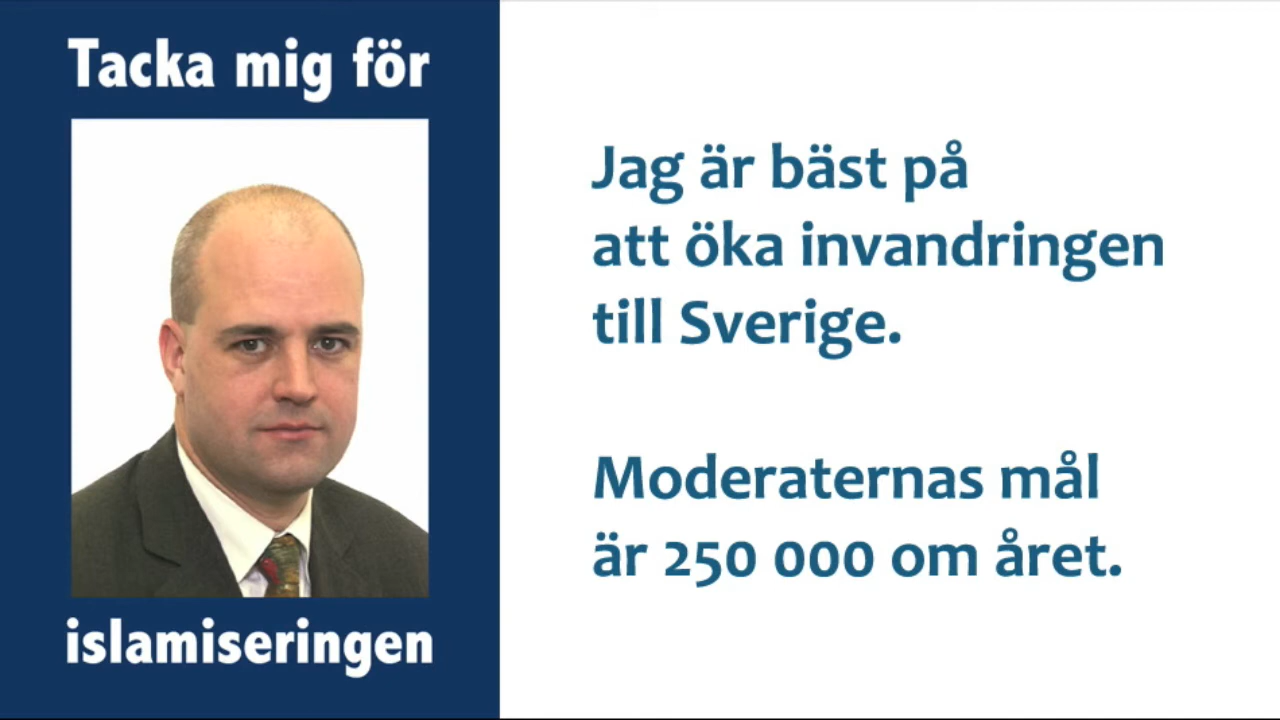 Tacka mig för
islamiseringen
Jag är bäst på
att öka invandringen
till Sverige.
Moderaternas mål
är 250 000 om året.